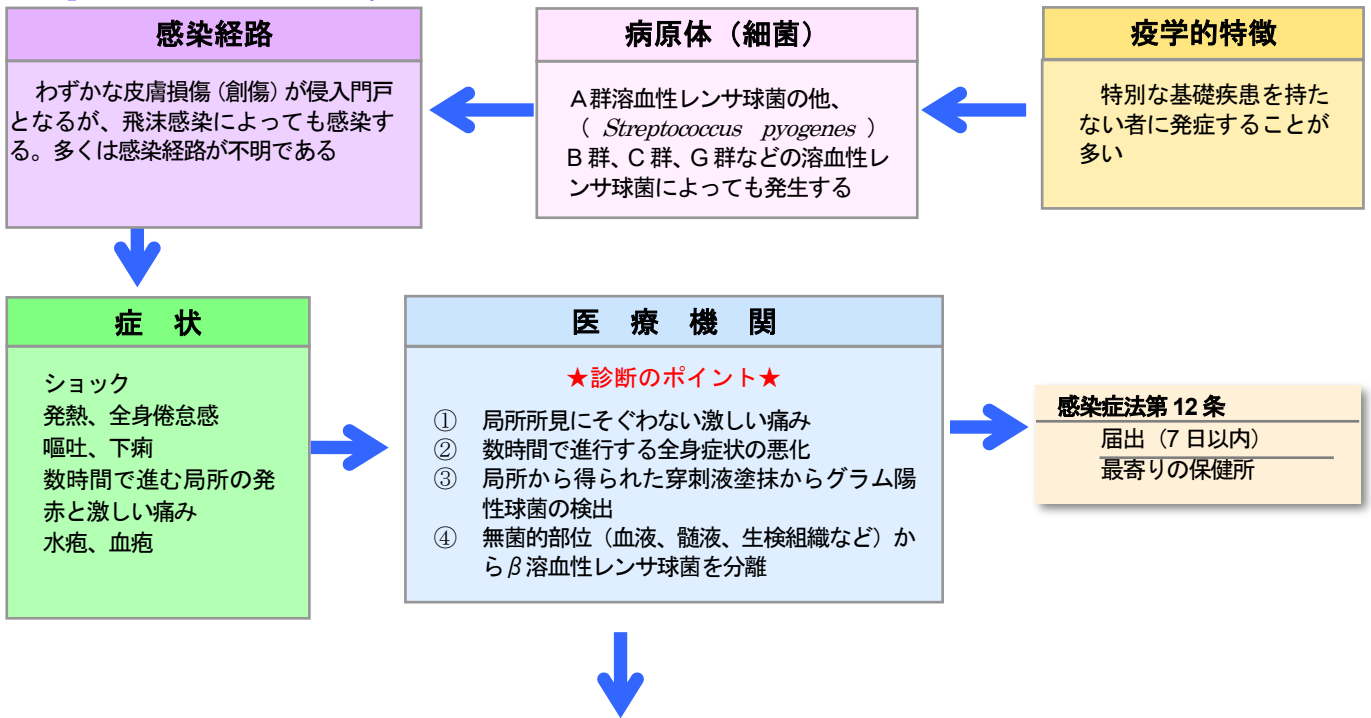 感染経路
わずかな皮膚損傷（創傷）が侵入門戸
となるが、飛沫感染によっても感染す
る。多くは感染経路が不明である
病原体（細菌）
A群溶血性レンサ球菌の他、
（ Streptococcus pyogenes ）
B 群、C 群、G 群などの溶血性レ
ンサ球菌によっても発生する
疫学的特徴
特別な基礎疾患を持た
ない者に発症することが
多い
症　状
ショック
発熱、全身倦怠感
嘔吐、下痢
数時間で進む局所の発
赤と激しい痛み
水疱、血疱
医　療　機　関
★診断のポイント★
① 局所所見にそぐわない激しい痛み
② 数時間で進行する全身症状の悪化
③ 局所から得られた穿刺液塗抹からグラム陽
性球菌の検出
④ 無菌的部位（血液、髄液、生検組織など）か
らβ溶血性レンサ球菌を分離
感染症法第 12 条
届出（7 日以内）
最寄りの保健所